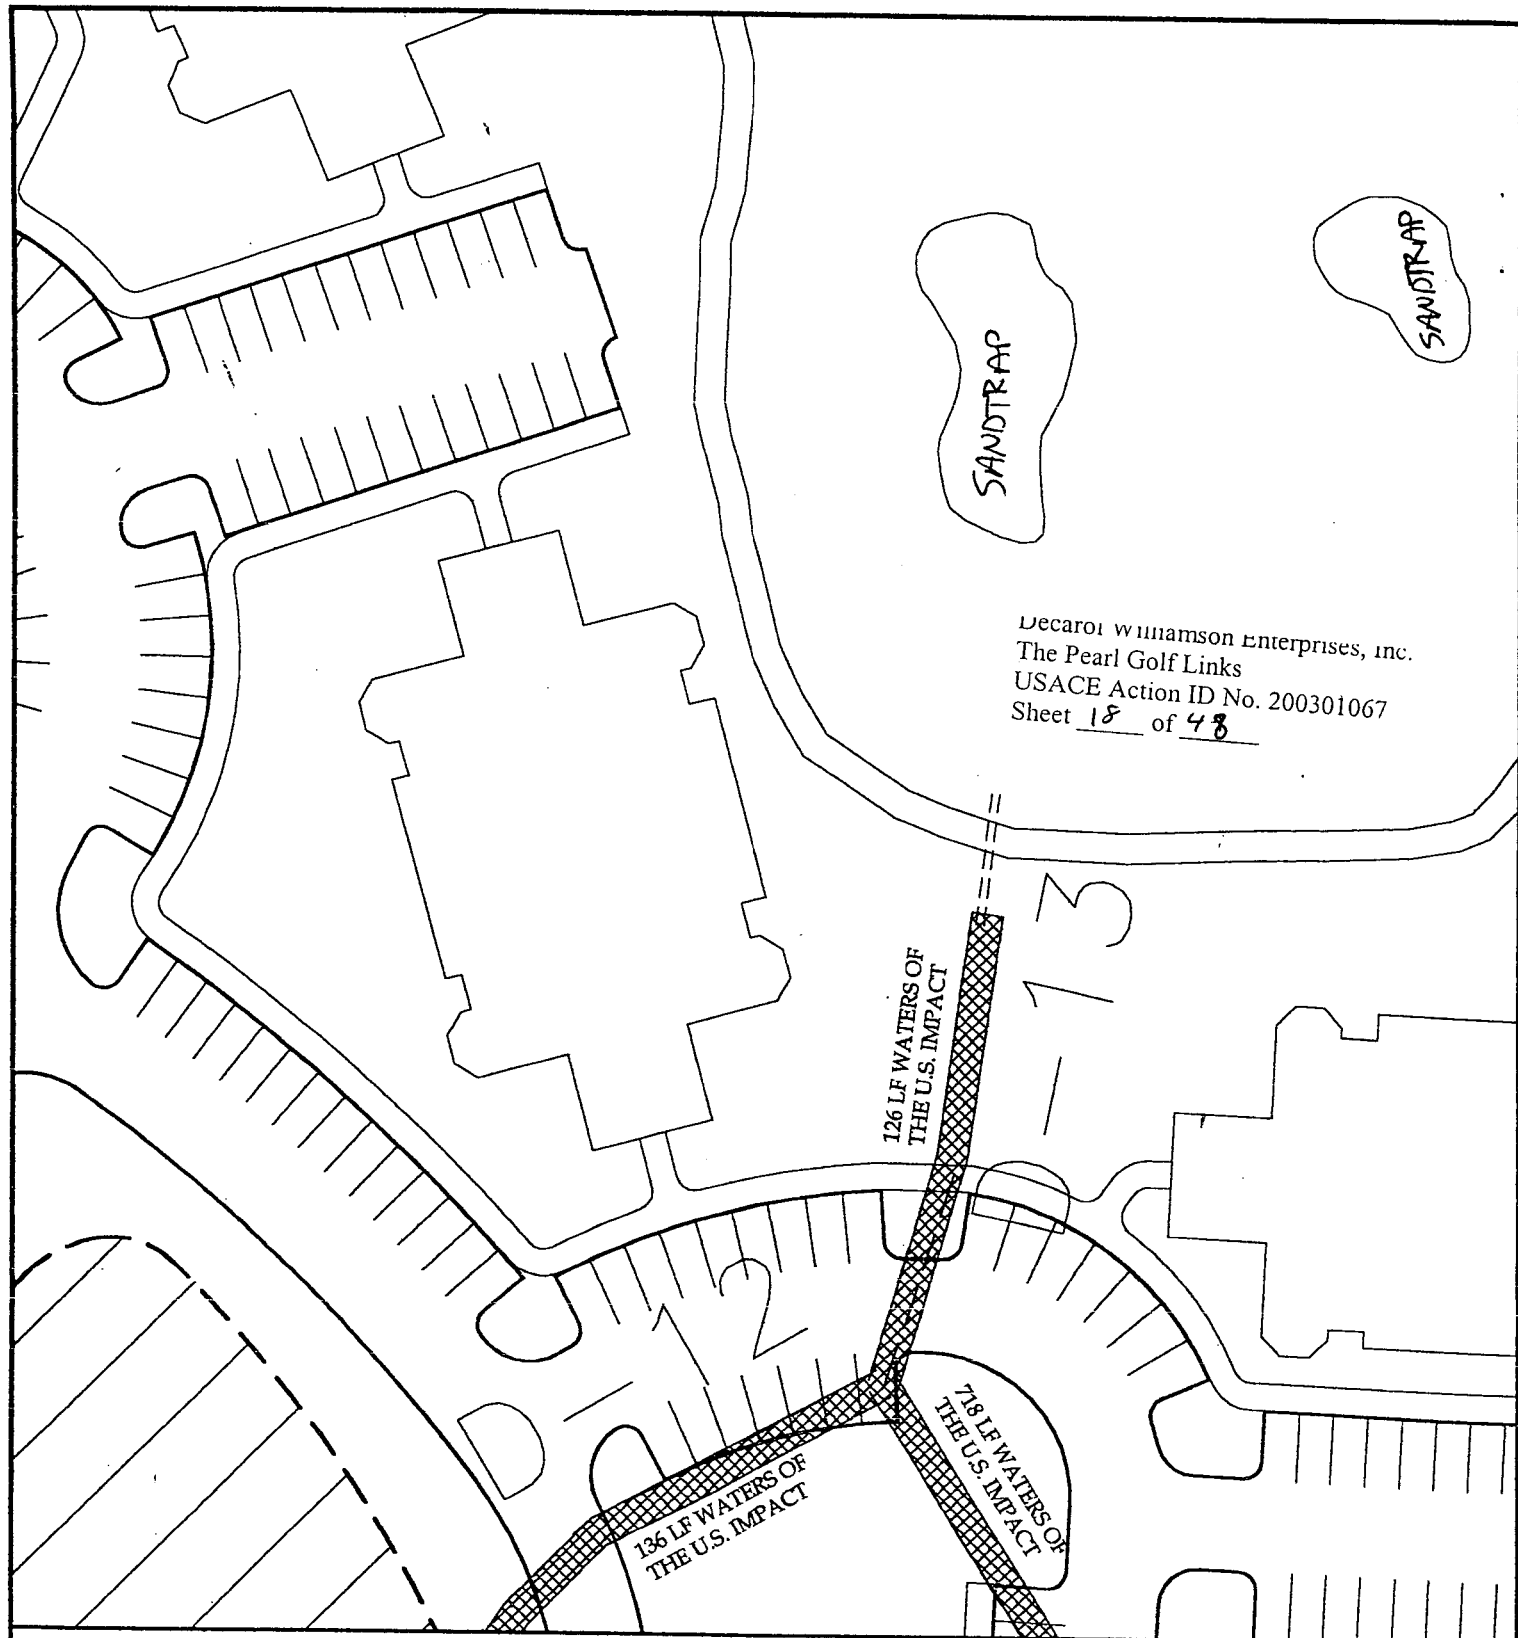 SANDTRAP
SANDTRAP
Decarol Williamson Enterprises, Inc.
The Pearl Golf Links
USACE Action ID No. 200301067
Sheet 18 of 48
D-13
126 LF WATERS OF
THE U.S. IMPACT
D-12
718 LF WATERS OF
THE U.S. IMPACT
136 LF WATERS OF
THE U.S. IMPACT